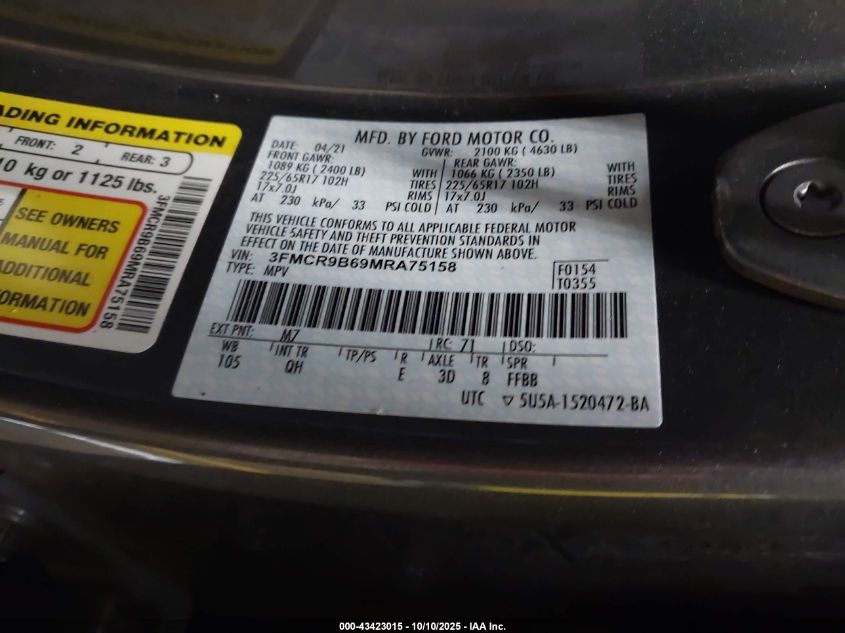 ADING INFORMATION
FRONT: 2 REAR: 3
10 kg or 1125 lbs.
SEE OWNERS
MANUAL FOR
ADDITIONAL
FORMATION
3FMCR9B69MRA75158
MFD. BY FORD MOTOR CO.
DATE: 04/21 GVWR: 2100 KG ( 4630 LB)
FRONT GAWR: REAR GAWR:
1089 KG ( 2400 LB) WITH 1066 KG ( 2350 LB) WITH
225/65R17 102H TIRES 225/65R17 102H TIRES
17x7.0J RIMS 17x7.0J RIMS
AT 230 kPa/ 33 PSI COLD AT 230 kPa/ 33 PSI COLD
THIS VEHICLE CONFORMS TO ALL APPLICABLE FEDERAL MOTOR
VEHICLE SAFETY AND THEFT PREVENTION STANDARDS IN
EFFECT ON THE DATE OF MANUFACTURE SHOWN ABOVE.
VIN: 3FMCR9B69MRA75158
TYPE: MPV
F0154
T0355
EXT PNT: M7 RC: 71 DSO:
WB INT TR TP/PS R AXLE TR SPR
105 QH E 3D 8 FFBB
UTC ▽ 5U5A-1520472-BA
000-43423015 - 10/10/2025 - IAA Inc.